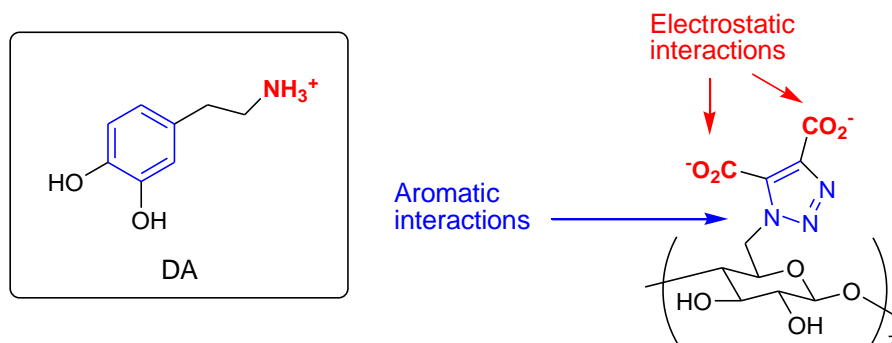 Electrostatic
interactions
NH₃⁺
CO₂⁻
⁻O₂C
HO
OH
DA
Aromatic
interactions
N
N
N
O
HO
O
OH